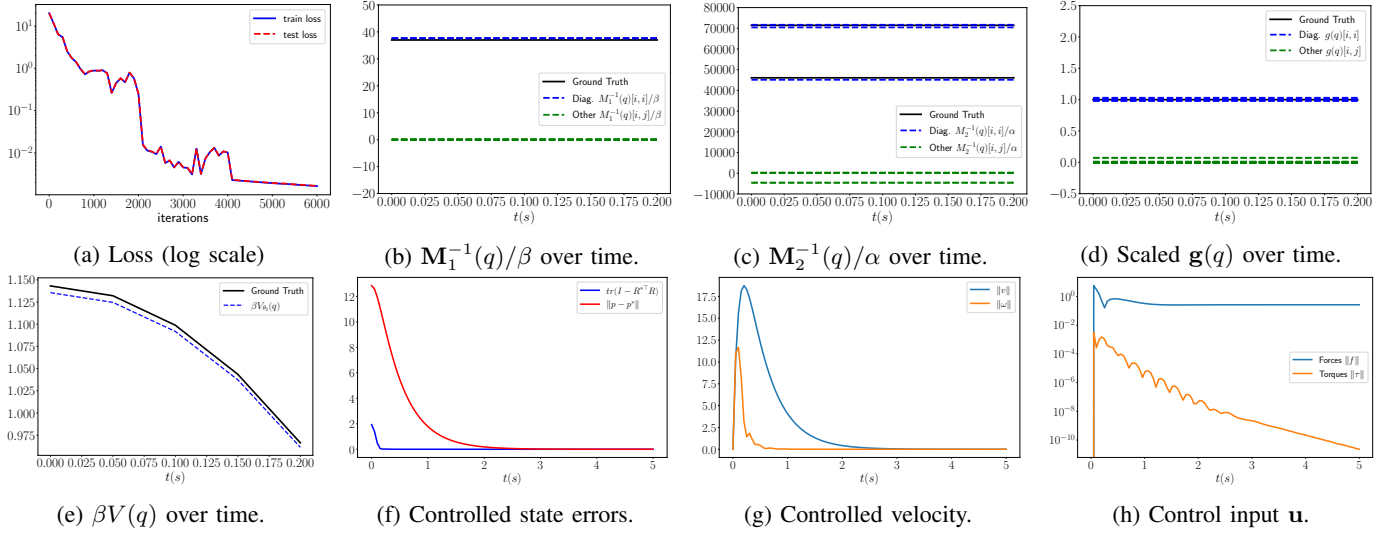 10^1
10^0
10^-1
10^-2
0 1000 2000 3000 4000 5000 6000
iterations
train loss
test loss
(a) Loss (log scale)
50
40
30
20
10
0
−10
−20
0.000 0.025 0.050 0.075 0.100 0.125 0.150 0.175 0.200
t(s)
Ground Truth
Diag. M_1^{-1}(q)[i, i]/β
Other M_1^{-1}(q)[i, j]/β
(b) M_1^{-1}(q)/β over time.
80000
70000
60000
50000
40000
30000
20000
10000
0
−10000
0.000 0.025 0.050 0.075 0.100 0.125 0.150 0.175 0.200
t(s)
Ground Truth
Diag. M_2^{-1}(q)[i, i]/α
Other M_2^{-1}(q)[i, j]/α
(c) M_2^{-1}(q)/α over time.
2.5
2.0
1.5
1.0
0.5
0.0
−0.5
0.000 0.025 0.050 0.075 0.100 0.125 0.150 0.175 0.200
t(s)
Ground Truth
Diag. g(q)[i, i]
Other g(q)[i, j]
(d) Scaled g(q) over time.
1.150
1.125
1.100
1.075
1.050
1.025
1.000
0.975
0.000 0.050 0.100 0.150 0.200
t(s)
Ground Truth
(e) βV(q) over time.
12
10
8
6
4
2
0
0 1 2 3 4 5
t(s)
tr(I − R*⊤R)
‖p − p*‖
(f) Controlled state errors.
17.5
15.0
12.5
10.0
7.5
5.0
2.5
0.0
0 1 2 3 4 5
t(s)
‖v‖
‖ω‖
(g) Controlled velocity.
10^0
10^-2
10^-4
10^-6
10^-8
10^-10
0 1 2 3 4 5
t(s)
Forces ‖f‖
Torques ‖τ‖
(h) Control input u.